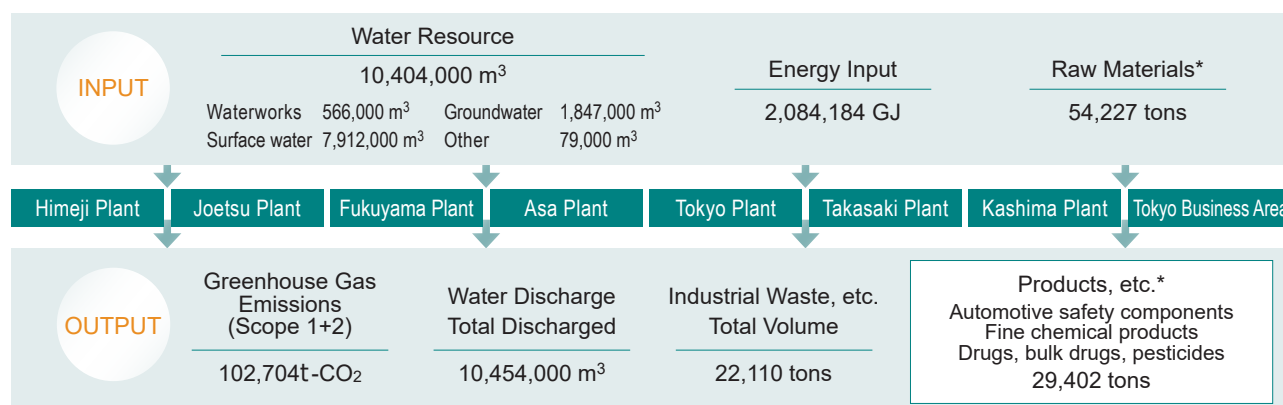 INPUT
Water Resource
10,404,000 m³
Waterworks 566,000 m³ Groundwater 1,847,000 m³
Surface water 7,912,000 m³ Other 79,000 m³
Energy Input
2,084,184 GJ
Raw Materials*
54,227 tons
Himeji Plant Joetsu Plant Fukuyama Plant Asa Plant Tokyo Plant Takasaki Plant Kashima Plant Tokyo Business Area
OUTPUT
Greenhouse Gas
Emissions
(Scope 1+2)
102,704t-CO₂
Water Discharge
Total Discharged
10,454,000 m³
Industrial Waste, etc.
Total Volume
22,110 tons
Products, etc.*
Automotive safety components
Fine chemical products
Drugs, bulk drugs, pesticides
29,402 tons